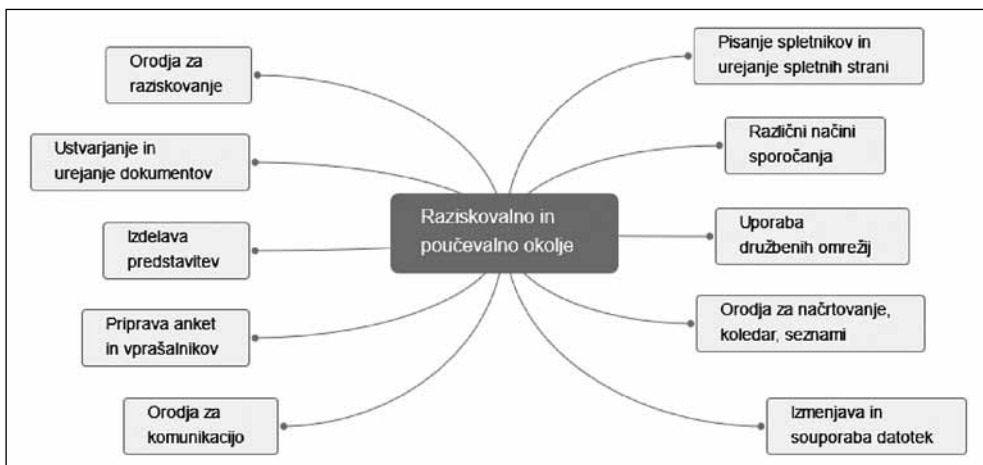 Orodja za
raziskovanje
Ustvarjanje in
urejanje dokumentov
Izdelava
predstavitev
Priprava anket
in vprašalnikov
Orodja za
komunikacijo
Raziskovalno in
poučevalno okolje
Pisanje spletnikov in
urejanje spletnih strani
Različni načini
sporočanja
Uporaba
družbenih omrežij
Orodja za načrtovanje,
koledar, seznami
Izmenjava in
souporaba datotek